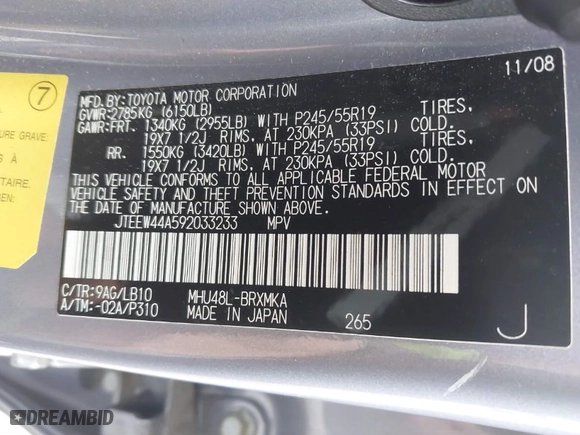 7
URE GRAVE:
TAIRE.
EN:
11/08
MFD. BY: TOYOTA MOTOR CORPORATION
GVWR: 2785KG (6150LB)
GAWR: FRT. 1340KG (2955LB) WITH P245/55R19 TIRES,
19X7 1/2J RIMS, AT 230KPA (33PSI) COLD.
RR. 1550KG (3420LB) WITH P245/55R19 TIRES,
19X7 1/2J RIMS, AT 230KPA (33PSI) COLD.
THIS VEHICLE CONFORMS TO ALL APPLICABLE FEDERAL MOTOR
VEHICLE SAFETY AND THEFT PREVENTION STANDARDS IN EFFECT ON
THE DATE OF MANUFACTURE SHOWN ABOVE.
JTEEW44A592033233 MPV
C/TR:9AG/LB10 MHU48L-BRXMKA
A/TM:-02A/P310 MADE IN JAPAN 265 J
DREAMBID